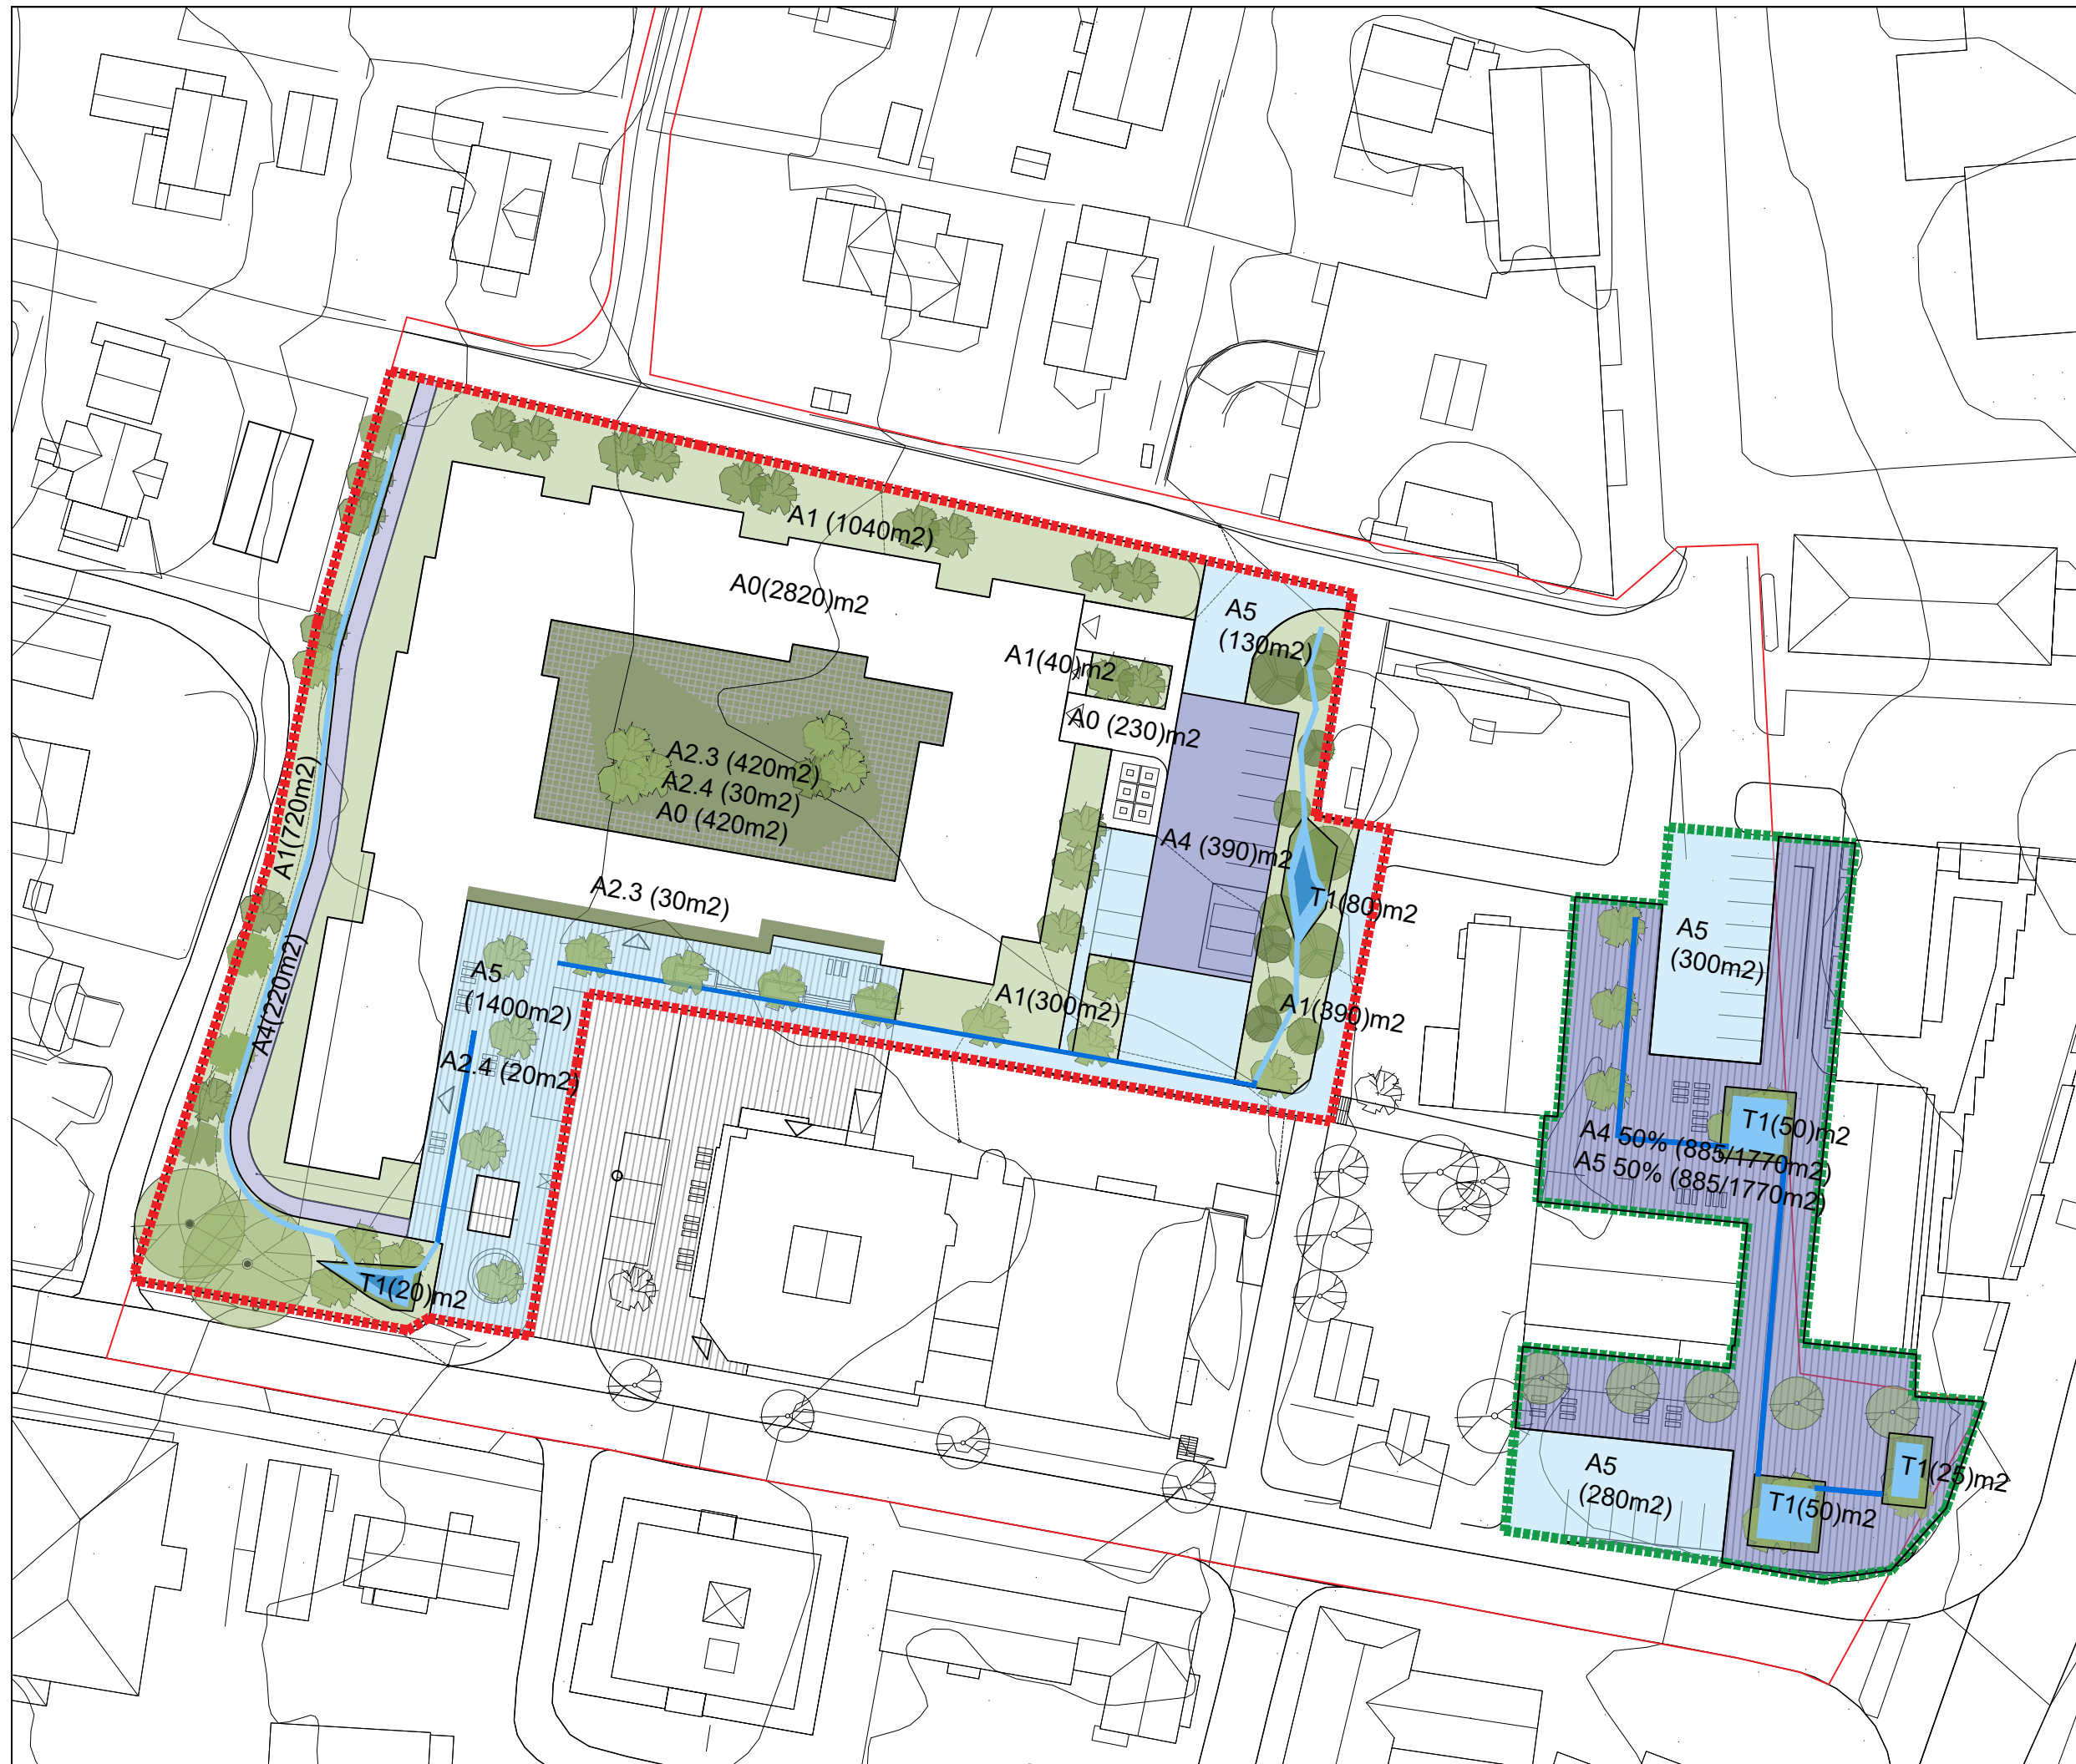 A1 (1040m2)
A0(2820)m2
A5
(130m2)
A1(40)m2
A0 (230)m2
A2.3 (420m2)
A2.4 (30m2)
A0 (420m2)
A1(720m2)
A4 (390)m2
T1(80)m2
A2.3 (30m2)
A5
(300m2)
A5
(1400m2)
A1(300m2)
A1(390)m2
A4(220m2)
A2.4 (20m2)
T1(50)m2
A4 50% (885/1770m2)
A5 50% (885/1770m2)
T1(20)m2
A5
(280m2)
T1(25)m2
T1(50)m2